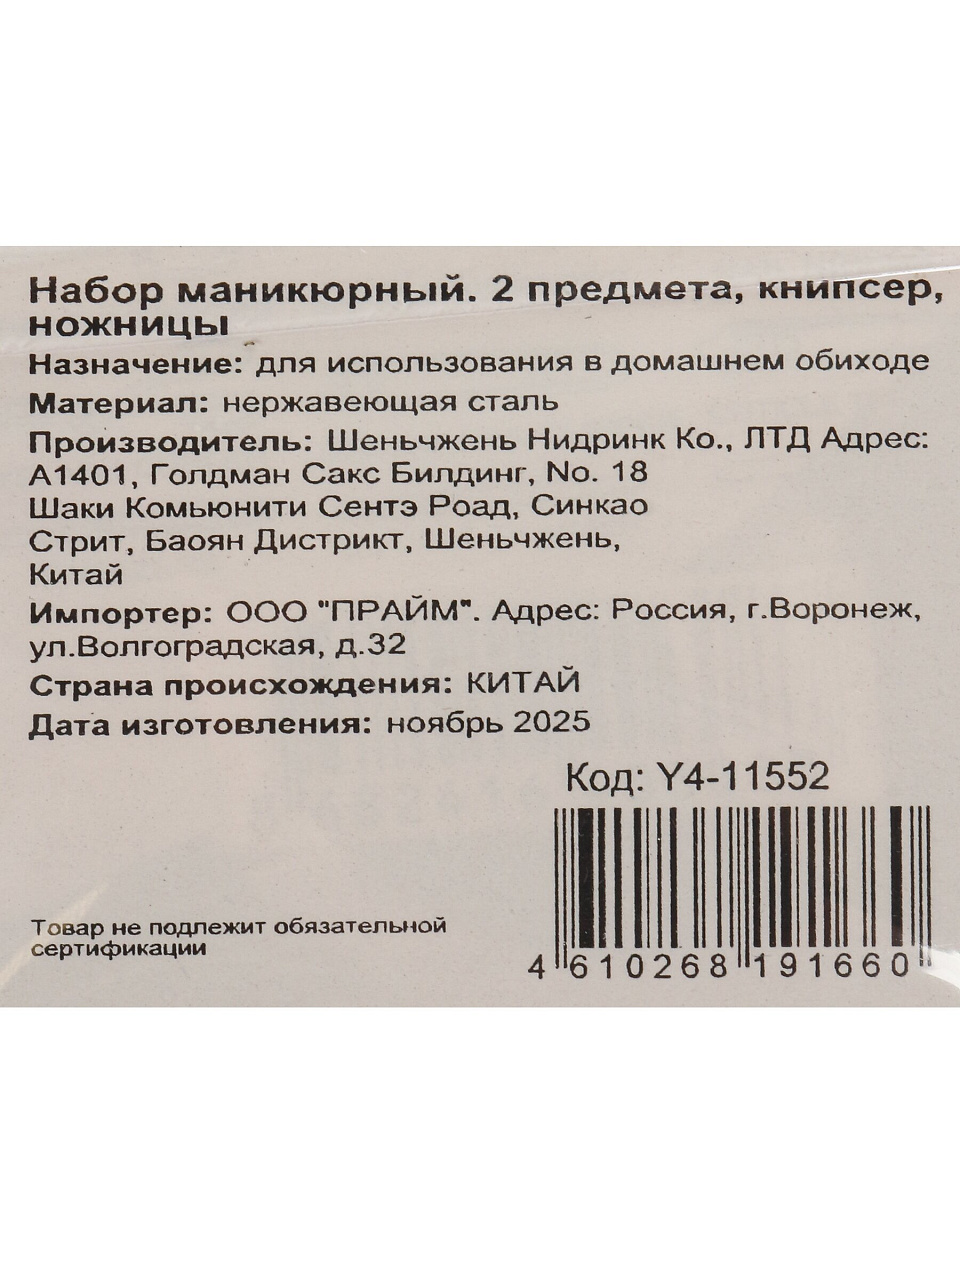 Набор маникюрный. 2 предмета, книпсер,
ножницы
Назначение: для использования в домашнем обиходе
Материал: нержавеющая сталь
Производитель: Шеньчжень Нидринк Ко., ЛТД Адрес:
А1401, Голдман Сакс Билдинг, No. 18
Шаки Комьюнити Сентэ Роад, Синкао
Стрит, Баоян Дистрикт, Шеньчжень,
Китай
Импортер: ООО "ПРАЙМ". Адрес: Россия, г.Воронеж,
ул.Волгоградская, д.32
Страна происхождения: КИТАЙ
Дата изготовления: ноябрь 2025
Код: Y4-11552
Товар не подлежит обязательной
сертификации
4 610268 191660